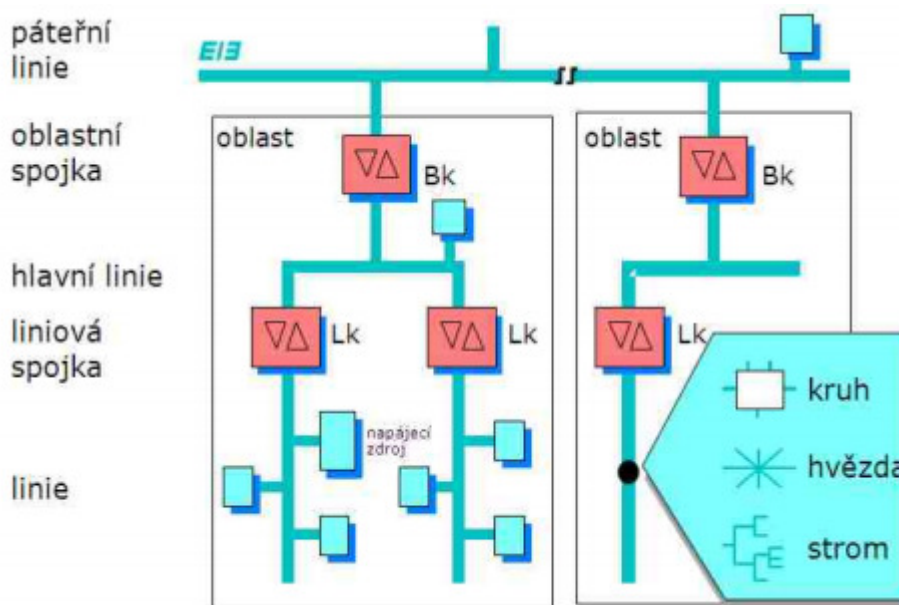 páteřní
linie
EIB
oblastní
spojka
oblast
oblast
Bk
Bk
hlavní linie
liniová
spojka
Lk
Lk
Lk
napájecí
zdroj
linie
kruh
hvězda
strom